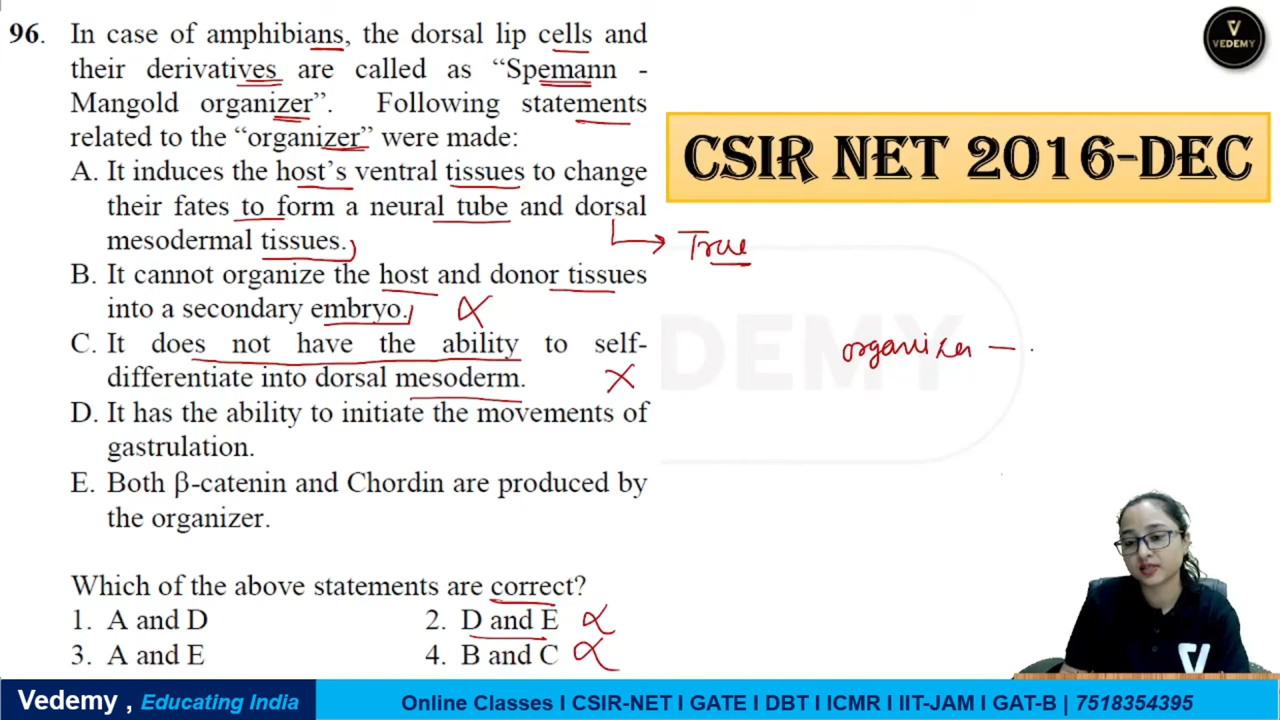 96. In case of amphibians, the dorsal lip cells and
their derivatives are called as “Spemann -
Mangold organizer”. Following statements
related to the “organizer” were made:
A. It induces the host’s ventral tissues to change
their fates to form a neural tube and dorsal
mesodermal tissues.
True
B. It cannot organize the host and donor tissues
into a secondary embryo.
C. It does not have the ability to self-
differentiate into dorsal mesoderm.
D. It has the ability to initiate the movements of
gastrulation.
E. Both β-catenin and Chordin are produced by
the organizer.
Which of the above statements are correct?
1. A and D 2. D and E
3. A and E 4. B and C
V
VEDEMY
CSIR NET 2016-DEC
organizer —
VEDEMY
Vedemy , Educating India
Online Classes I CSIR-NET I GATE I DBT I ICMR I IIT-JAM I GAT-B | 7518354395